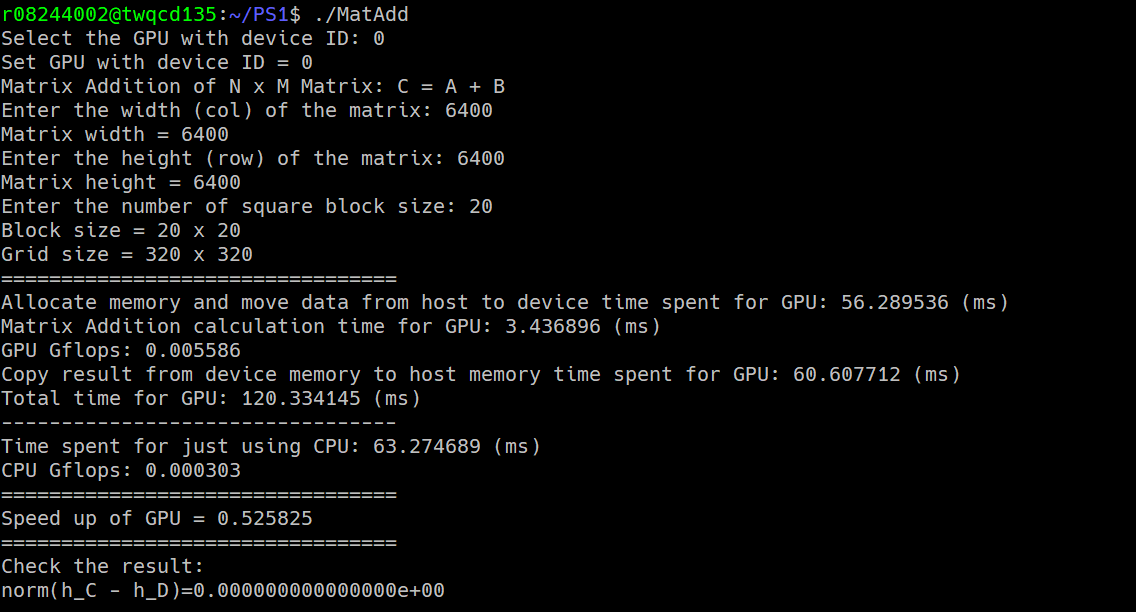 r08244002@twqcd135:~/PS1$ ./MatAdd
Select the GPU with device ID: 0
Set GPU with device ID = 0
Matrix Addition of N x M Matrix: C = A + B
Enter the width (col) of the matrix: 6400
Matrix width = 6400
Enter the height (row) of the matrix: 6400
Matrix height = 6400
Enter the number of square block size: 20
Block size = 20 x 20
Grid size = 320 x 320
=================================
Allocate memory and move data from host to device time spent for GPU: 56.289536 (ms)
Matrix Addition calculation time for GPU: 3.436896 (ms)
GPU Gflops: 0.005586
Copy result from device memory to host memory time spent for GPU: 60.607712 (ms)
Total time for GPU: 120.334145 (ms)
---------------------------------
Time spent for just using CPU: 63.274689 (ms)
CPU Gflops: 0.000303
=================================
Speed up of GPU = 0.525825
=================================
Check the result:
norm(h_C - h_D)=0.000000000000000e+00